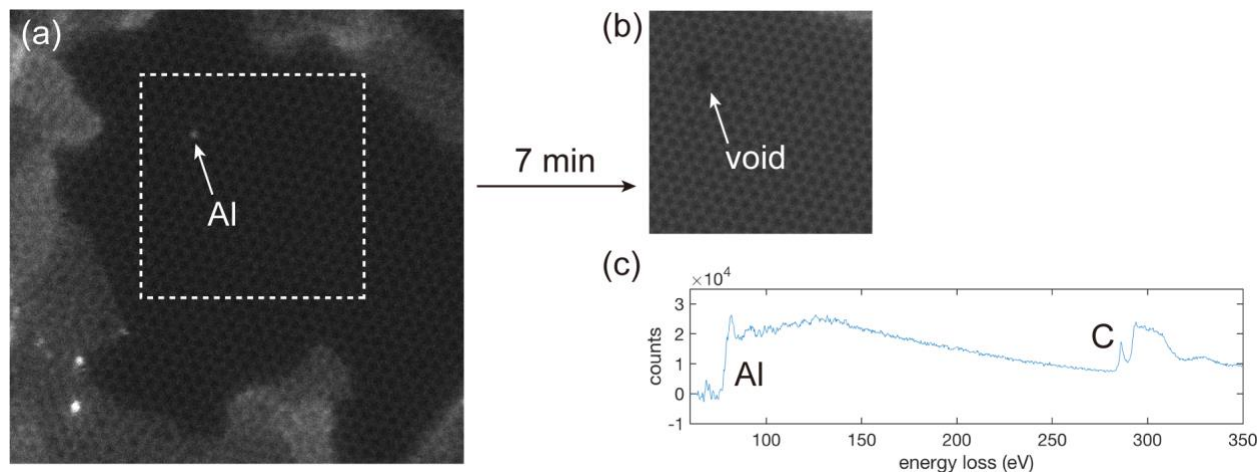 (a)
Al
7 min
(b)
void
(c)
×10⁴
3
2
1
0
-1
counts
Al
C
100
150
200
250
300
350
energy loss (eV)